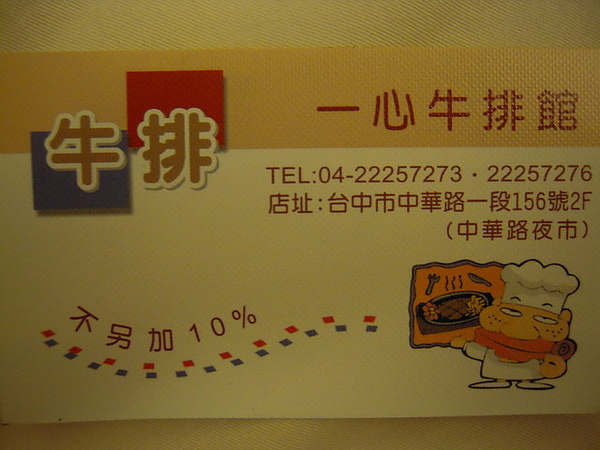 牛排
一心牛排館
TEL:04-22257273·22257276
店址:台中市中華路一段156號2F
(中華路夜市)
不另加10%